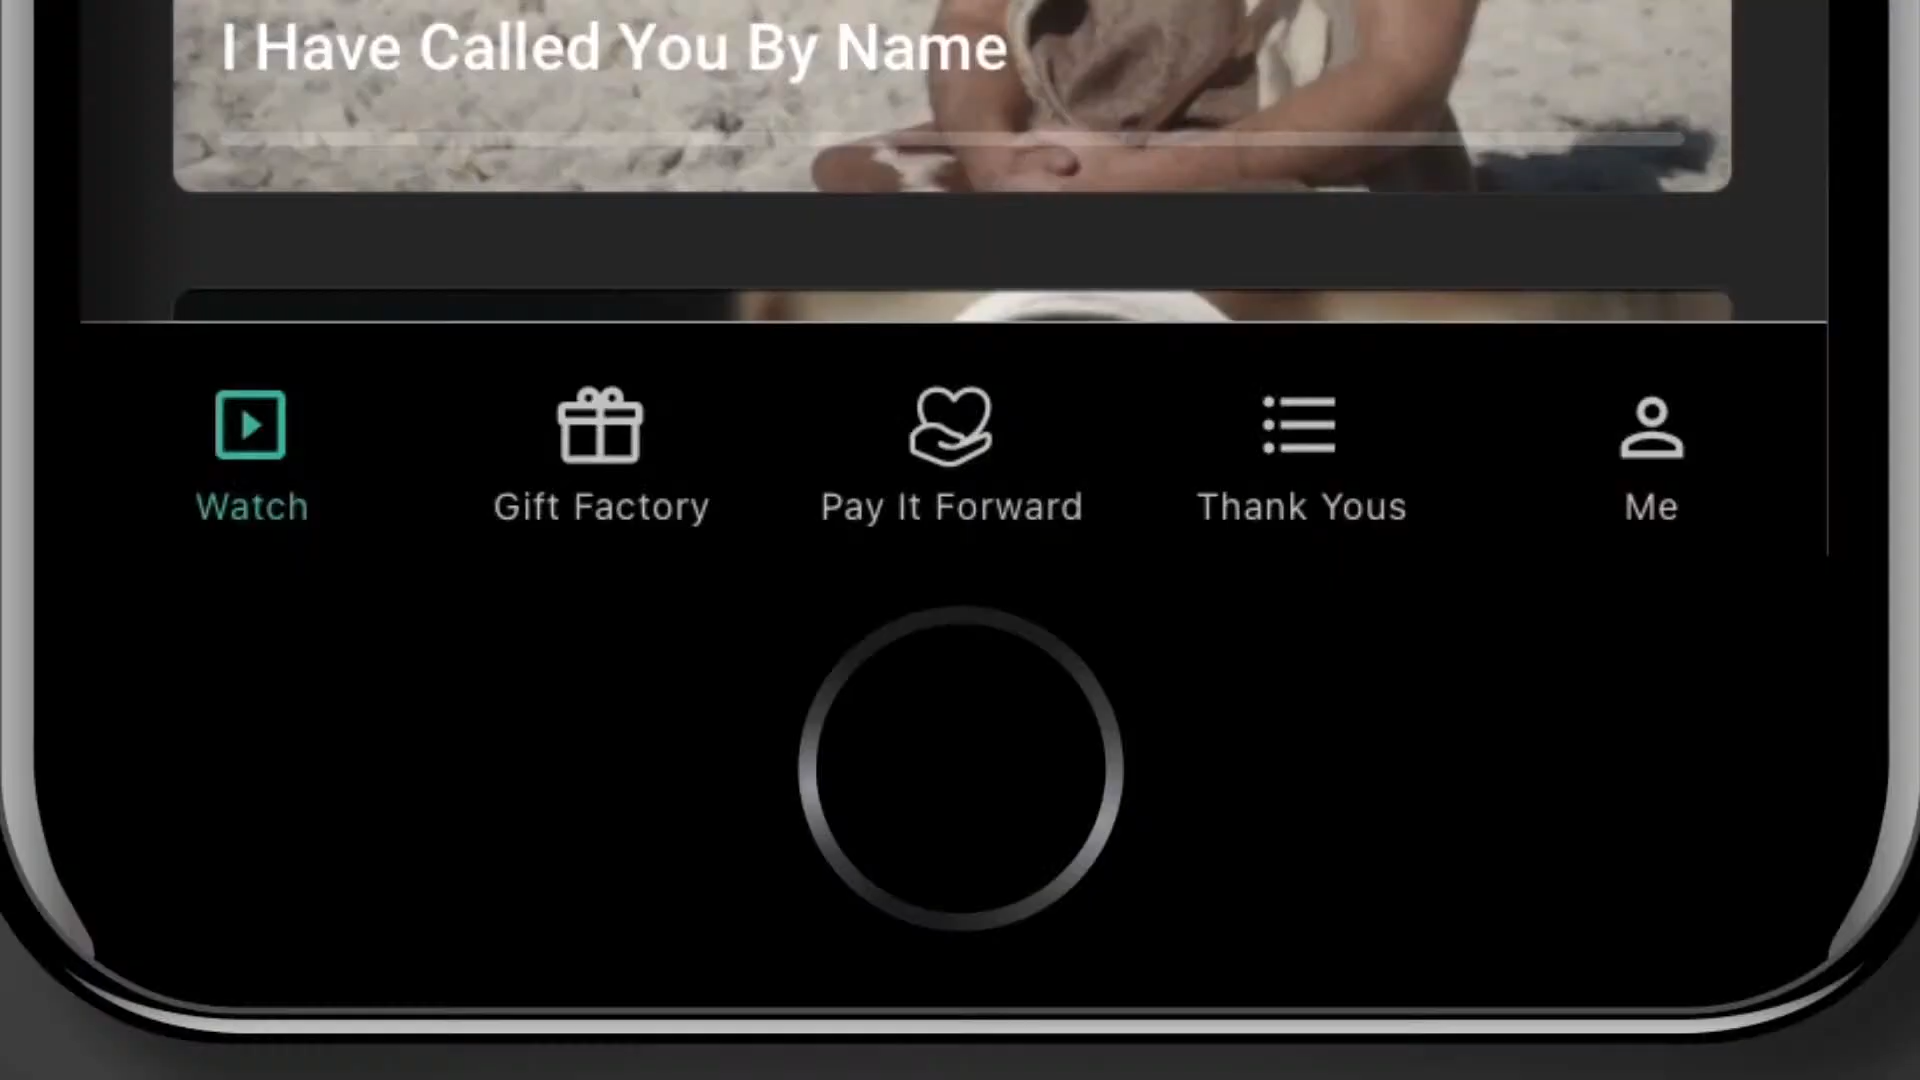 I Have Called You By Name
Watch
Gift Factory
Pay It Forward
Thank Yous
Me